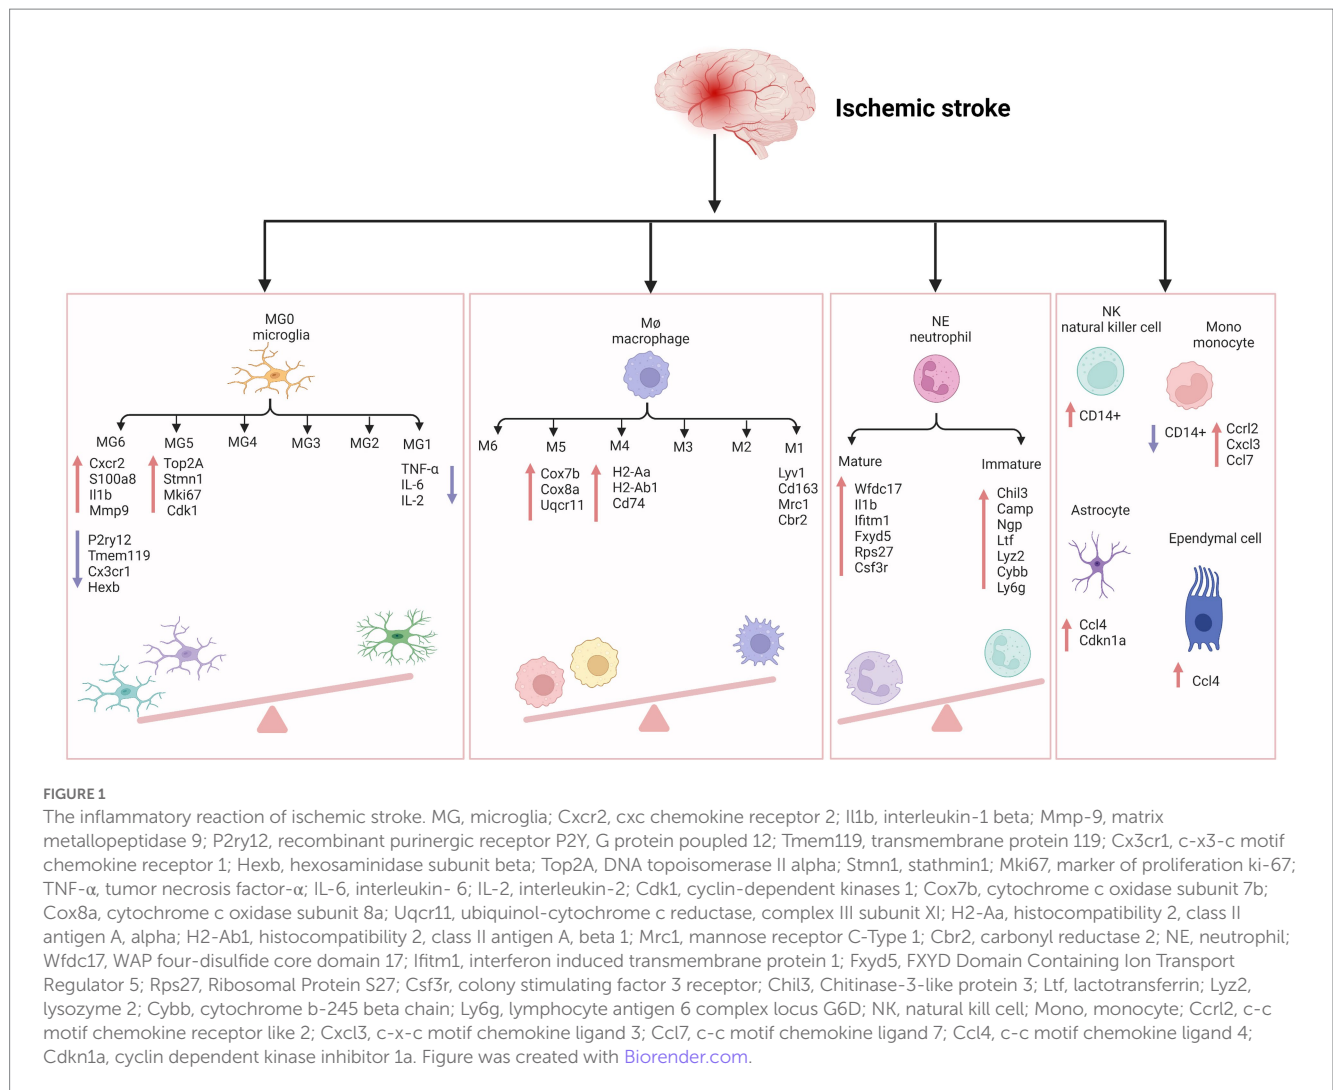 Ischemic stroke
MG0
microglia
MG6
MG5
MG4
MG3
MG2
MG1
Cxcr2
S100a8
Il1b
Mmp9
P2ry12
Tmem119
Cx3cr1
Hexb
Top2A
Stmn1
Mki67
Cdk1
TNF-α
IL-6
IL-2
Mø
macrophage
M6
M5
M4
M3
M2
M1
Cox7b
Cox8a
Uqcr11
H2-Aa
H2-Ab1
Cd74
Lyv1
Cd163
Mrc1
Cbr2
NE
neutrophil
Mature
Immature
Wfdc17
Il1b
Ifitm1
Fxyd5
Rps27
Csf3r
Chil3
Camp
Ngp
Ltf
Lyz2
Cybb
Ly6g
NK
natural killer cell
CD14+
Mono
monocyte
CD14+
Ccrl2
Cxcl3
Ccl7
Astrocyte
Ccl4
Cdkn1a
Ependymal cell
Ccl4
FIGURE 1
The inflammatory reaction of ischemic stroke. MG, microglia; Cxcr2, cxc chemokine receptor 2; Il1b, interleukin-1 beta; Mmp-9, matrix
metallopeptidase 9; P2ry12, recombinant purinergic receptor P2Y, G protein poupled 12; Tmem119, transmembrane protein 119; Cx3cr1, c-x3-c motif
chemokine receptor 1; Hexb, hexosaminidase subunit beta; Top2A, DNA topoisomerase II alpha; Stmn1, stathmin1; Mki67, marker of proliferation ki-67;
TNF-α, tumor necrosis factor-α; IL-6, interleukin- 6; IL-2, interleukin-2; Cdk1, cyclin-dependent kinases 1; Cox7b, cytochrome c oxidase subunit 7b;
Cox8a, cytochrome c oxidase subunit 8a; Uqcr11, ubiquinol-cytochrome c reductase, complex III subunit XI; H2-Aa, histocompatibility 2, class II
antigen A, alpha; H2-Ab1, histocompatibility 2, class II antigen A, beta 1; Mrc1, mannose receptor C-Type 1; Cbr2, carbonyl reductase 2; NE, neutrophil;
Wfdc17, WAP four-disulfide core domain 17; Ifitm1, interferon induced transmembrane protein 1; Fxyd5, FXYD Domain Containing Ion Transport
Regulator 5; Rps27, Ribosomal Protein S27; Csf3r, colony stimulating factor 3 receptor; Chil3, Chitinase-3-like protein 3; Ltf, lactotransferrin; Lyz2,
lysozyme 2; Cybb, cytochrome b-245 beta chain; Ly6g, lymphocyte antigen 6 complex locus G6D; NK, natural kill cell; Mono, monocyte; Ccrl2, c-c
motif chemokine receptor like 2; Cxcl3, c-x-c motif chemokine ligand 3; Ccl7, c-c motif chemokine ligand 7; Ccl4, c-c motif chemokine ligand 4;
Cdkn1a, cyclin dependent kinase inhibitor 1a. Figure was created with Biorender.com.